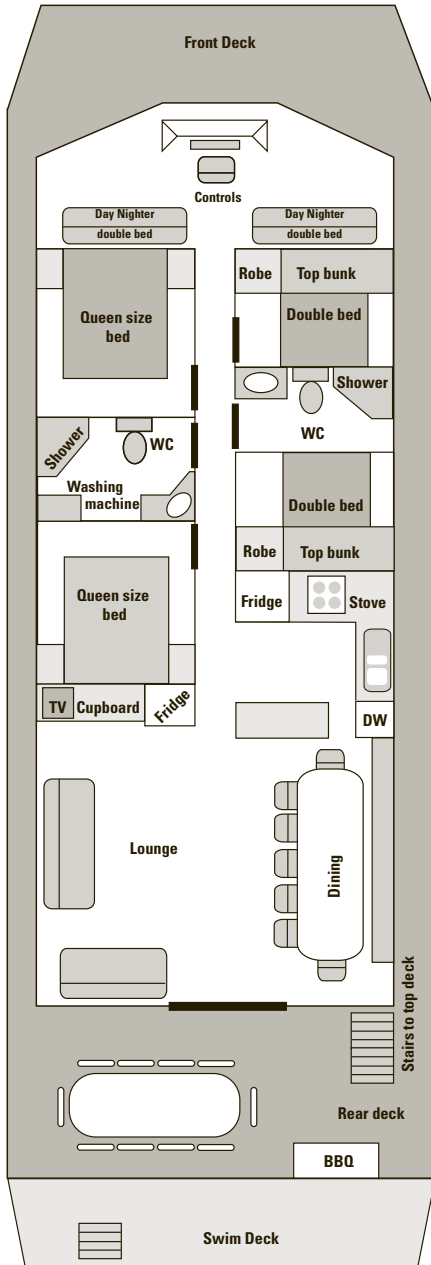 Front Deck
Controls
Day Nighter
double bed
Day Nighter
double bed
Queen size
bed
Robe
Top bunk
Double bed
Shower
WC
Washing
machine
Shower
WC
Double bed
Robe
Top bunk
Queen size
bed
Fridge
Stove
TV
Cupboard
Fridge
DW
Lounge
Dining
Stairs to top deck
Rear deck
BBQ
Swim Deck